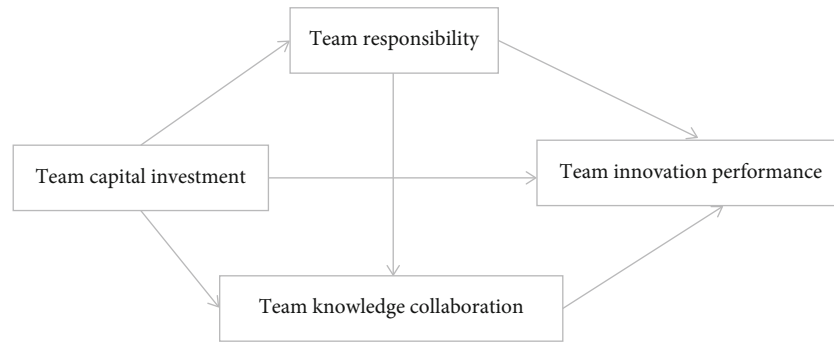 Team responsibility
Team capital investment
Team innovation performance
Team knowledge collaboration